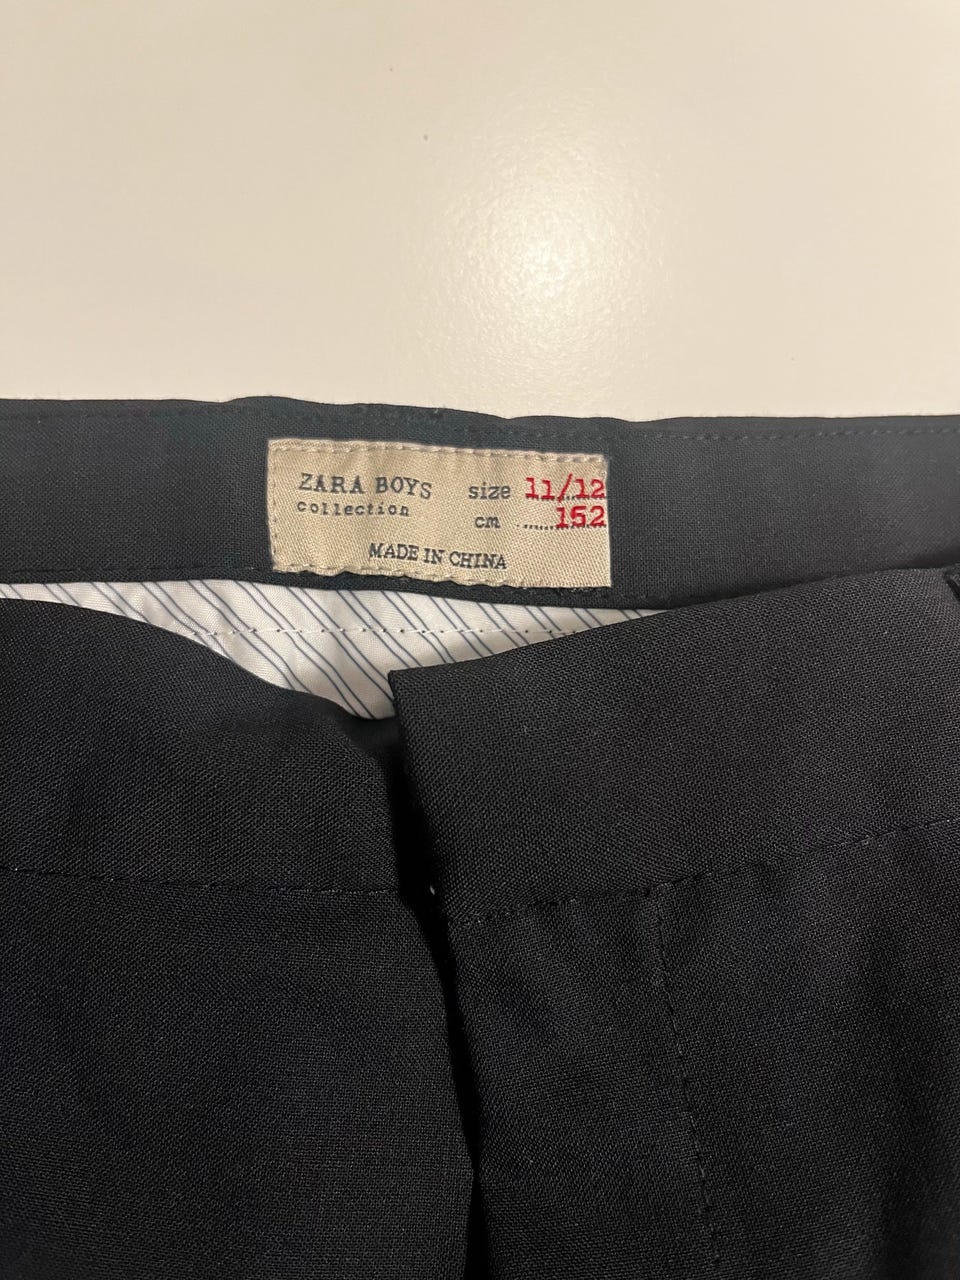 ZARA BOYS size 11/12
collection cm ......152
MADE IN CHINA